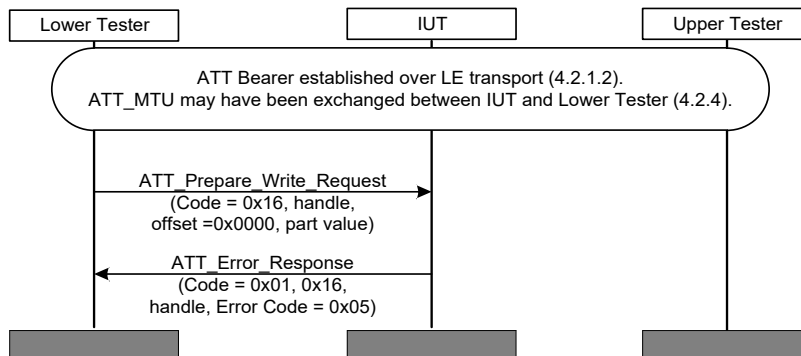 Lower Tester
IUT
Upper Tester
ATT Bearer established over LE transport (4.2.1.2).
ATT_MTU may have been exchanged between IUT and Lower Tester (4.2.4).
ATT_Prepare_Write_Request
(Code = 0x16, handle,
offset =0x0000, part value)
ATT_Error_Response
(Code = 0x01, 0x16,
handle, Error Code = 0x05)